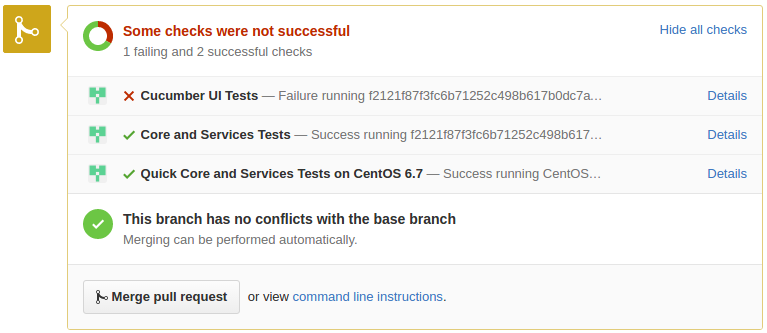 Some checks were not successful
Hide all checks
1 failing and 2 successful checks
Cucumber UI Tests — Failure running f2121f87f3fc6b71252c498b617b0dc7a… Details
Core and Services Tests — Success running f2121f87f3fc6b71252c498b617… Details
Quick Core and Services Tests on CentOS 6.7 — Success running CentOS… Details
This branch has no conflicts with the base branch
Merging can be performed automatically.
Merge pull request or view command line instructions.